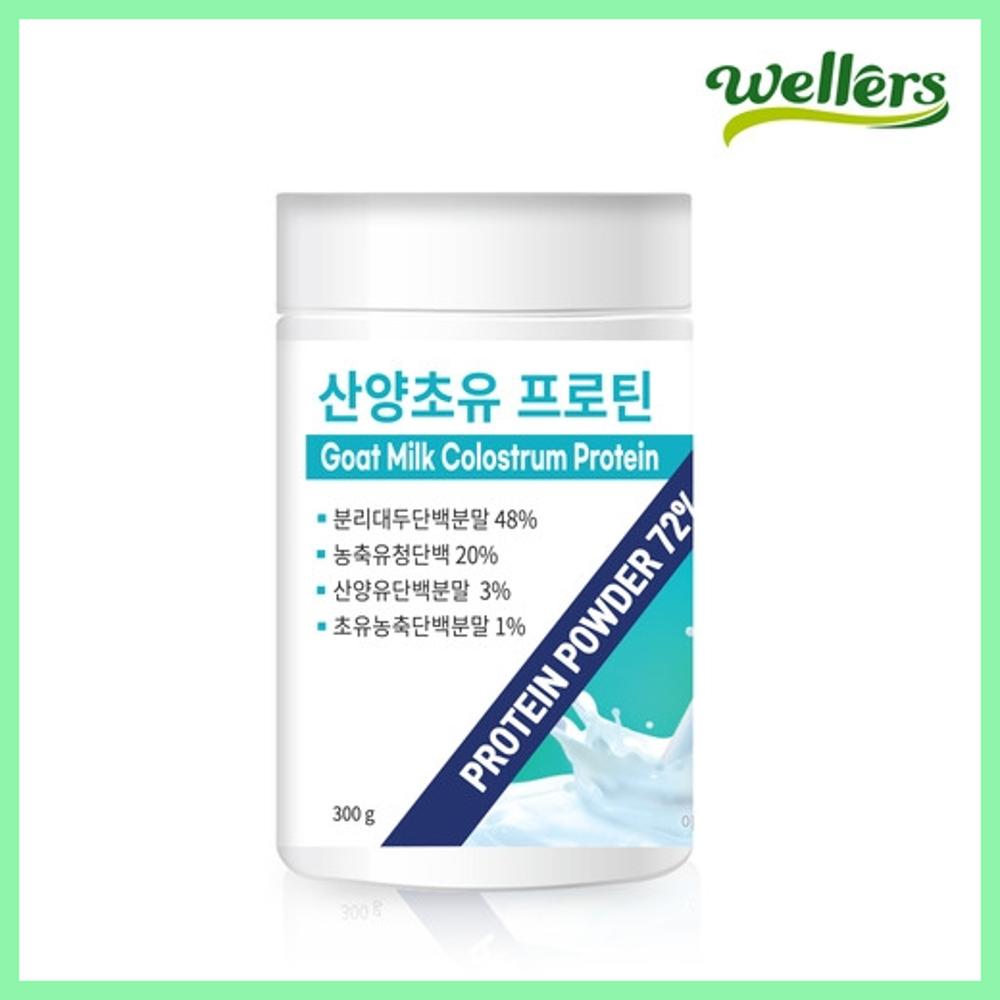 wellers
산양초유 프로틴
Goat Milk Colostrum Protein
▪ 분리대두단백분말 48%
▪ 농축유청단백 20%
▪ 산양유단백분말 3%
▪ 초유농축단백분말 1%
PROTEIN POWDER 72%
300 g